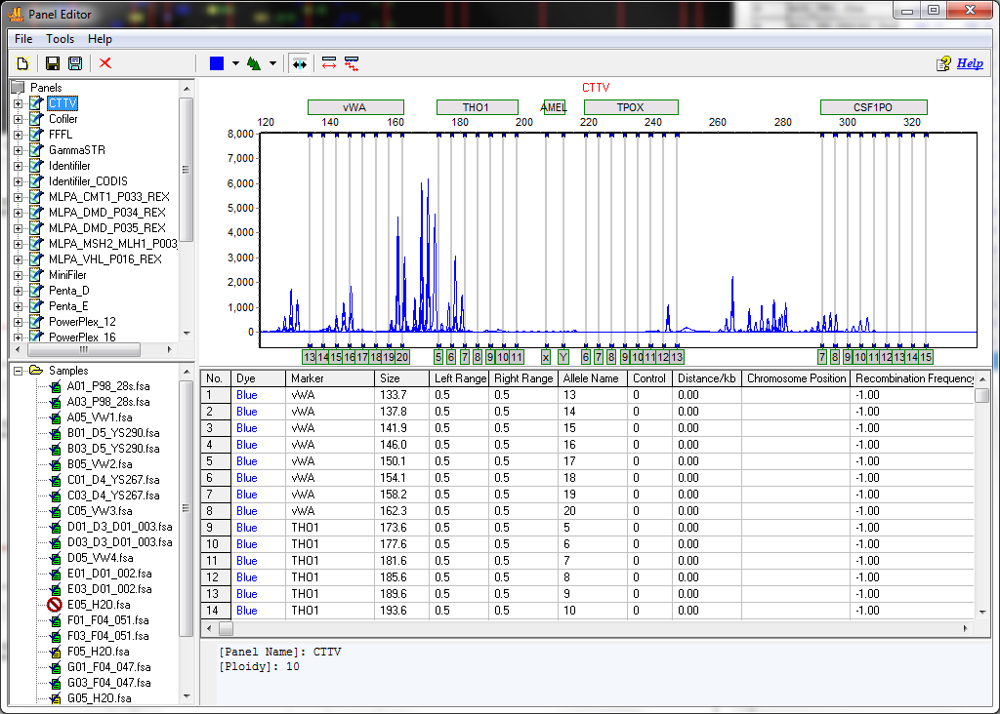 Panel Editor
File Tools Help
Help
Panels
CTTV
Cofiler
FFFL
GammaSTR
Identifiler
Identifiler_CODIS
MLPA_CMT1_P033_REX
MLPA_DMD_P034_REX
MLPA_DMD_P035_REX
MLPA_MSH2_MLH1_P003
MLPA_VHL_P016_REX
MiniFiler
Penta_D
Penta_E
PowerPlex_12
PowerPlex_16
Samples
A01_P98_28s.fsa
A03_P98_28s.fsa
A05_VW1.fsa
B01_D5_YS290.fsa
B03_D5_YS290.fsa
B05_VW2.fsa
C01_D4_YS267.fsa
C03_D4_YS267.fsa
C05_VW3.fsa
D01_D3_D01_003.fsa
D03_D3_D01_003.fsa
D05_VW4.fsa
E01_D01_002.fsa
E03_D01_002.fsa
E05_H2O.fsa
F01_F04_051.fsa
F03_F04_051.fsa
F05_H2O.fsa
G01_F04_047.fsa
G03_F04_047.fsa
G05_H2O.fsa
CTTV
vWA THO1 AMEL TPOX CSF1PO
120 140 160 180 200 220 240 260 280 300 320
8,000
7,000
6,000
5,000
4,000
3,000
2,000
1,000
0
13 14 15 16 17 18 19 20 5 6 7 8 9 10 11 X Y 6 7 8 9 10 11 12 13 7 8 9 10 11 12 13 14 15
No. Dye Marker Size Left Range Right Range Allele Name Control Distance/kb Chromosome Position Recombination Frequency
1 Blue vWA 133.7 0.5 0.5 13 0 0.00 -1.00
2 Blue vWA 137.8 0.5 0.5 14 0 0.00 -1.00
3 Blue vWA 141.9 0.5 0.5 15 0 0.00 -1.00
4 Blue vWA 146.0 0.5 0.5 16 0 0.00 -1.00
5 Blue vWA 150.1 0.5 0.5 17 0 0.00 -1.00
6 Blue vWA 154.1 0.5 0.5 18 0 0.00 -1.00
7 Blue vWA 158.2 0.5 0.5 19 0 0.00 -1.00
8 Blue vWA 162.3 0.5 0.5 20 0 0.00 -1.00
9 Blue THO1 173.6 0.5 0.5 5 0 0.00 -1.00
10 Blue THO1 177.6 0.5 0.5 6 0 0.00 -1.00
11 Blue THO1 181.6 0.5 0.5 7 0 0.00 -1.00
12 Blue THO1 185.6 0.5 0.5 8 0 0.00 -1.00
13 Blue THO1 189.6 0.5 0.5 9 0 0.00 -1.00
14 Blue THO1 193.6 0.5 0.5 10 0 0.00 -1.00
[Panel Name]: CTTV
[Ploidy]: 10